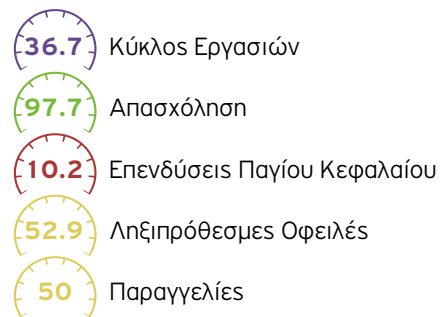 36.7 Κύκλος Εργασιών
97.7 Απασχόληση
10.2 Επενδύσεις Παγίου Κεφαλαίου
52.9 Ληξιπρόθεσμες Οφειλές
50 Παραγγελίες